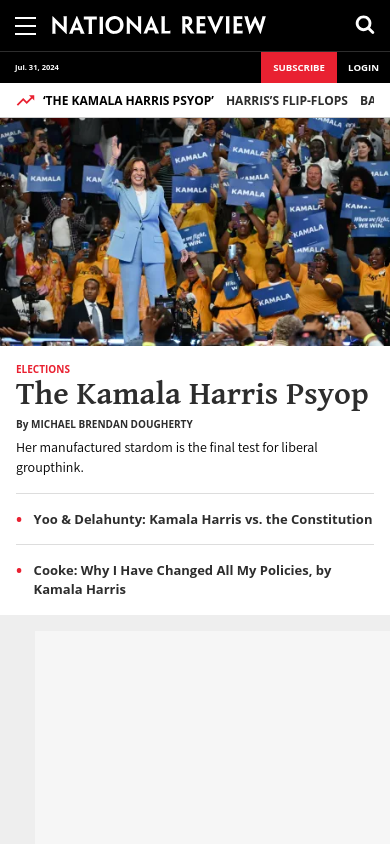 NATIONAL REVIEW
Jul. 31, 2024
SUBSCRIBE
LOGIN
‘THE KAMALA HARRIS PSYOP’ HARRIS’S FLIP-FLOPS BA
KAMALA
KAMALA
KAMALA
KAMALA
KAMALA
KAMALA
KAMALA
When we fight,
WE WIN.
KAMALA
ELECTIONS
The Kamala Harris Psyop
By MICHAEL BRENDAN DOUGHERTY
Her manufactured stardom is the final test for liberal
groupthink.
• Yoo & Delahunty: Kamala Harris vs. the Constitution
• Cooke: Why I Have Changed All My Policies, by
Kamala Harris